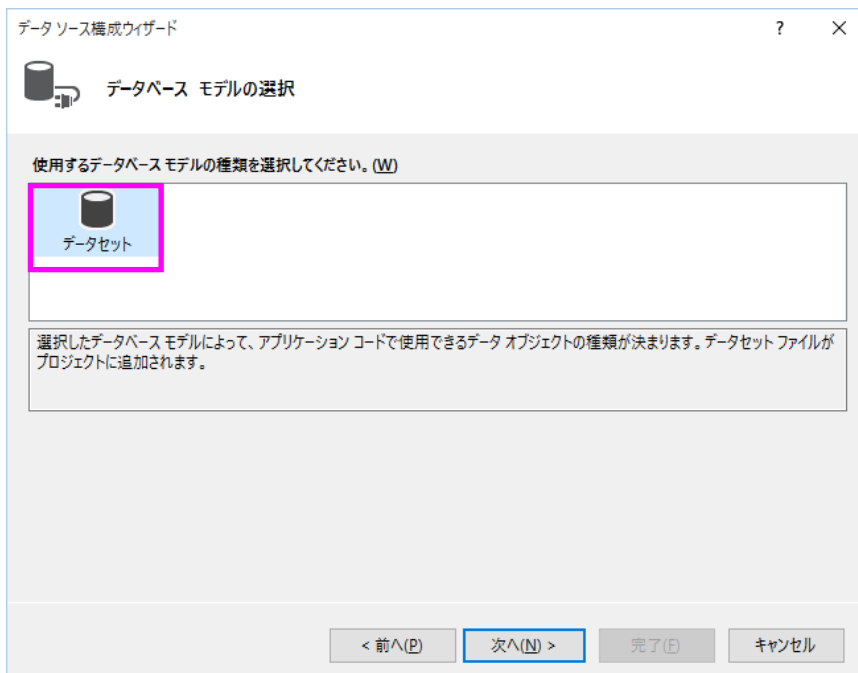 データ ソース構成ウィザード
?
データベース モデルの選択
使用するデータベース モデルの種類を選択してください。(W)
データセット
選択したデータベース モデルによって、アプリケーション コードで使用できるデータ オブジェクトの種類が決まります。データセット ファイルが
プロジェクトに追加されます。
< 前へ(P)
次へ(N) >
完了(F)
キャンセル